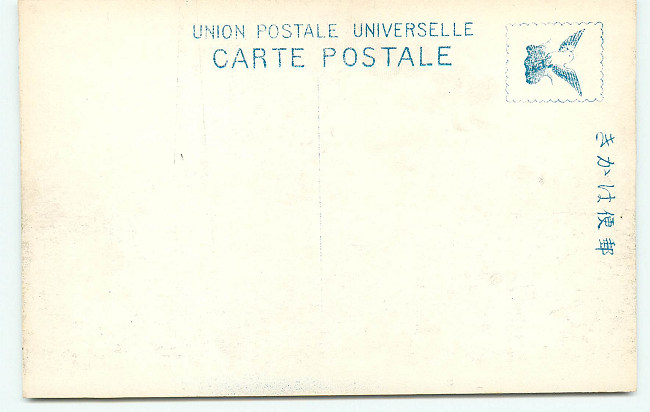 UNION POSTALE UNIVERSELLE
CARTE POSTALE
郵便はかき